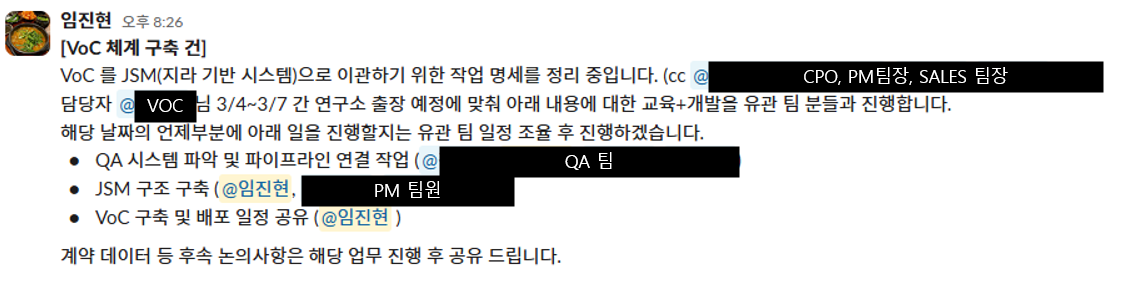 임진현 오후 8:26
[VoC 체계 구축 건]
VoC 를 JSM(지라 기반 시스템)으로 이관하기 위한 작업 명세를 정리 중입니다. (cc @ CPO, PM팀장, SALES 팀장
담당자 @ VOC 님 3/4~3/7 간 연구소 출장 예정에 맞춰 아래 내용에 대한 교육+개발을 유관 팀 분들과 진행합니다.
해당 날짜의 언제부분에 아래 일을 진행할지는 유관 팀 일정 조율 후 진행하겠습니다.
● QA 시스템 파악 및 파이프라인 연결 작업 (@ QA 팀 )
● JSM 구조 구축 (@임진현, PM 팀원
● VoC 구축 및 배포 일정 공유 (@임진현 )
계약 데이터 등 후속 논의사항은 해당 업무 진행 후 공유 드립니다.